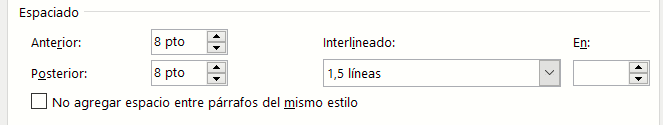 Espaciado
Anterior: 8 pto Interlineado: En:
Posterior: 8 pto 1,5 líneas
No agregar espacio entre párrafos del mismo estilo